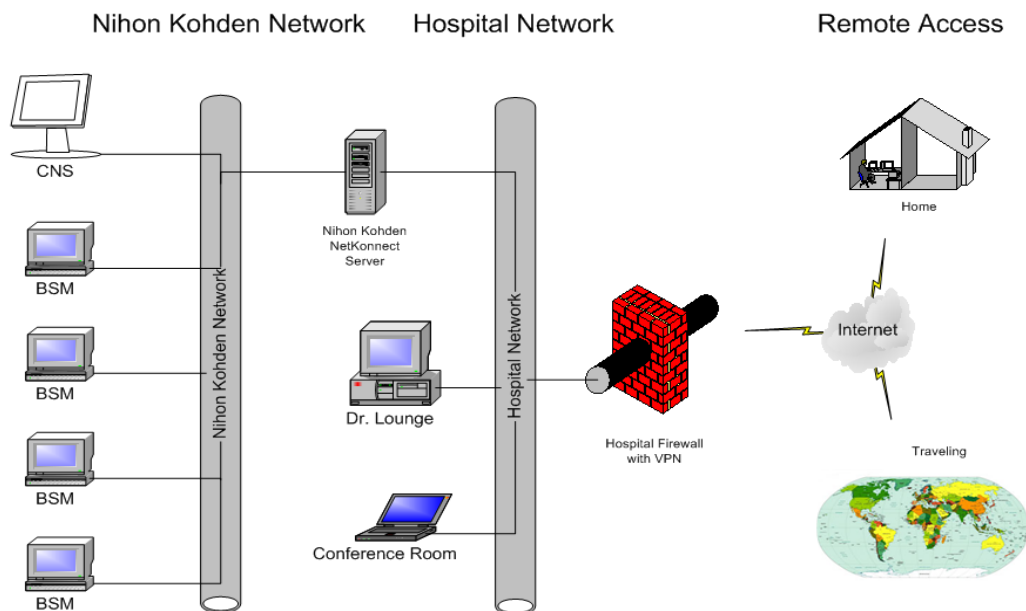 Nihon Kohden Network
Hospital Network
Remote Access
CNS
BSM
BSM
BSM
BSM
Nihon Kohden Network
Nihon Kohden
NetKonnect
Server
Dr. Lounge
Conference Room
Hospital Network
Hospital Firewall
with VPN
Home
Internet
Traveling